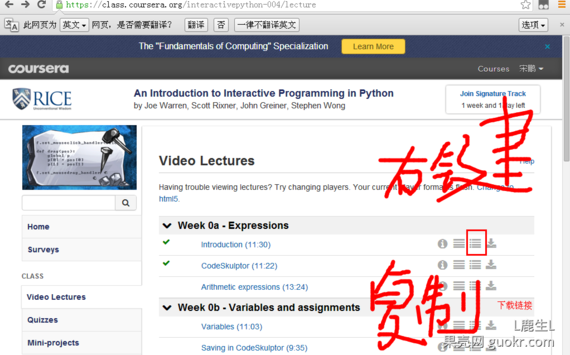 https://class.coursera.org/interactivepython-004/lecture
此网页为 英文 网页，是否需要翻译？ 翻译 否 一律不翻译英文 选项
The "Fundamentals of Computing" Specialization Learn More ×
coursera Courses 宋鹏
RICE
An Introduction to Interactive Programming in Python
by Joe Warren, Scott Rixner, John Greiner, Stephen Wong
Join Signature Track
1 week and left
Home
Surveys
CLASS
Video Lectures
Quizzes
Mini-projects
Video Lectures
Help
Having trouble viewing lectures? Try changing players. Your current format is
html5.
右键
Week 0a - Expressions
Introduction (11:30)
CodeSkulptor (11:22)
Arithmetic expressions (13:24)
复制
Week 0b - Variables and assignments
下载链接
Variables (11:03)
Saving in CodeSkulptor (9:35)
L鹿生L
果壳网 guokr.com